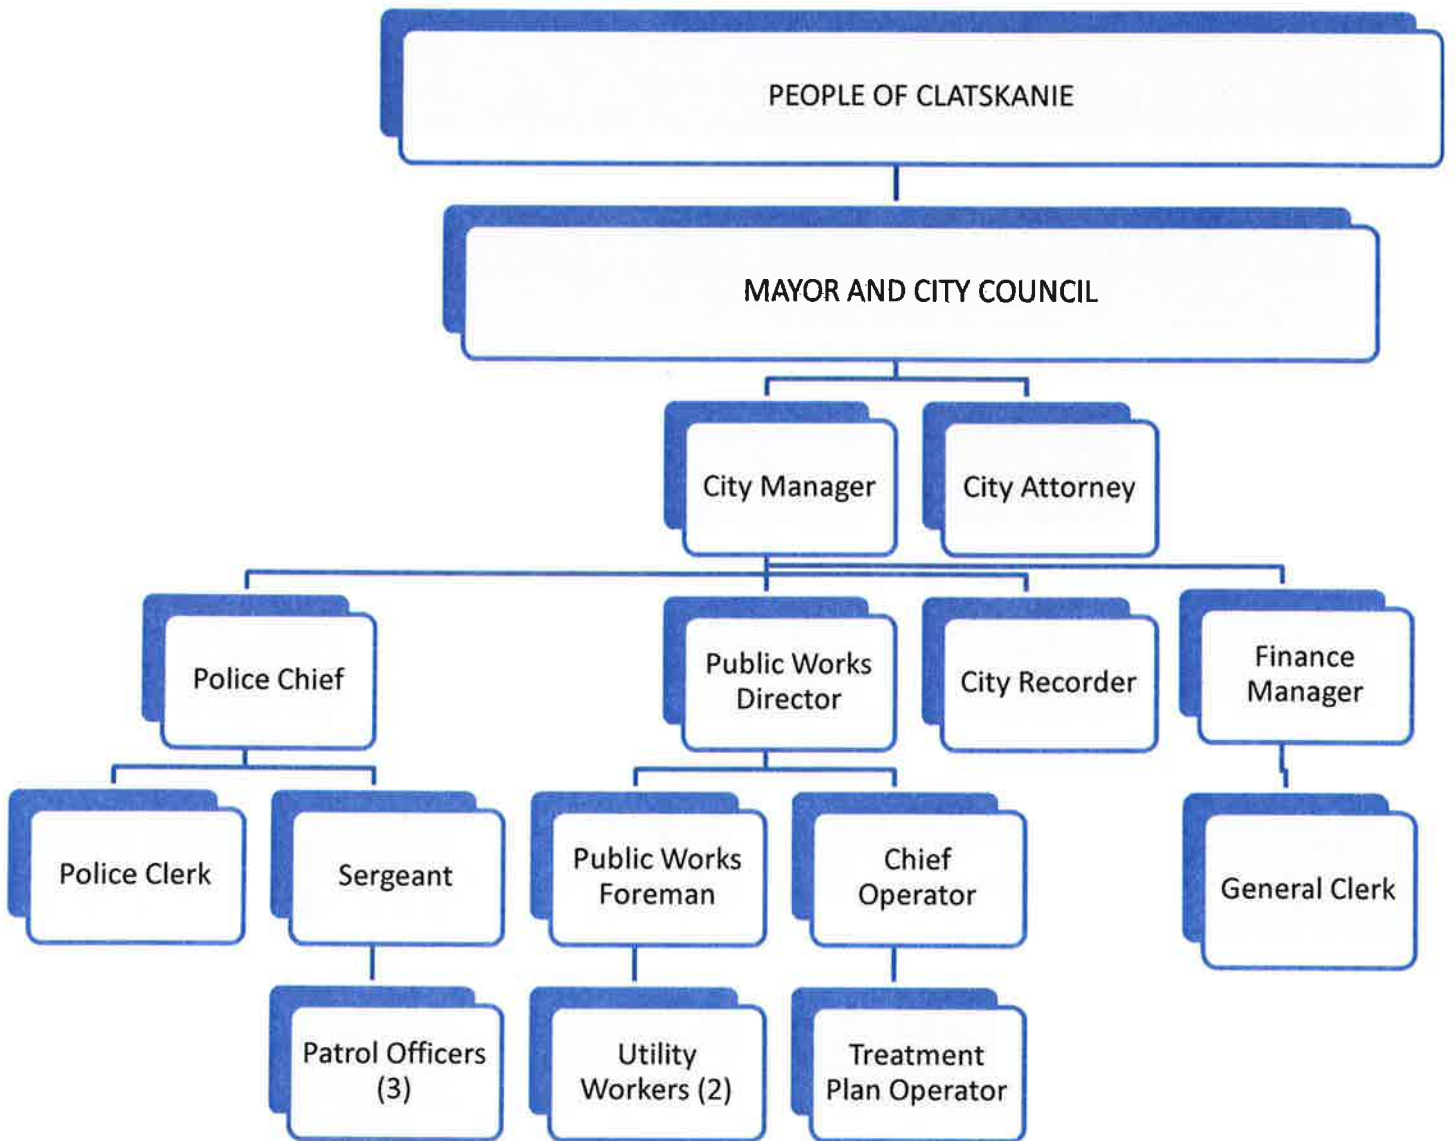 PEOPLE OF CLATSKANIE
MAYOR AND CITY COUNCIL
City Manager
City Attorney
Police Chief
Public Works
Director
City Recorder
Finance
Manager
Police Clerk
Sergeant
Public Works
Foreman
Chief
Operator
General Clerk
Patrol Officers
(3)
Utility
Workers (2)
Treatment
Plan Operator